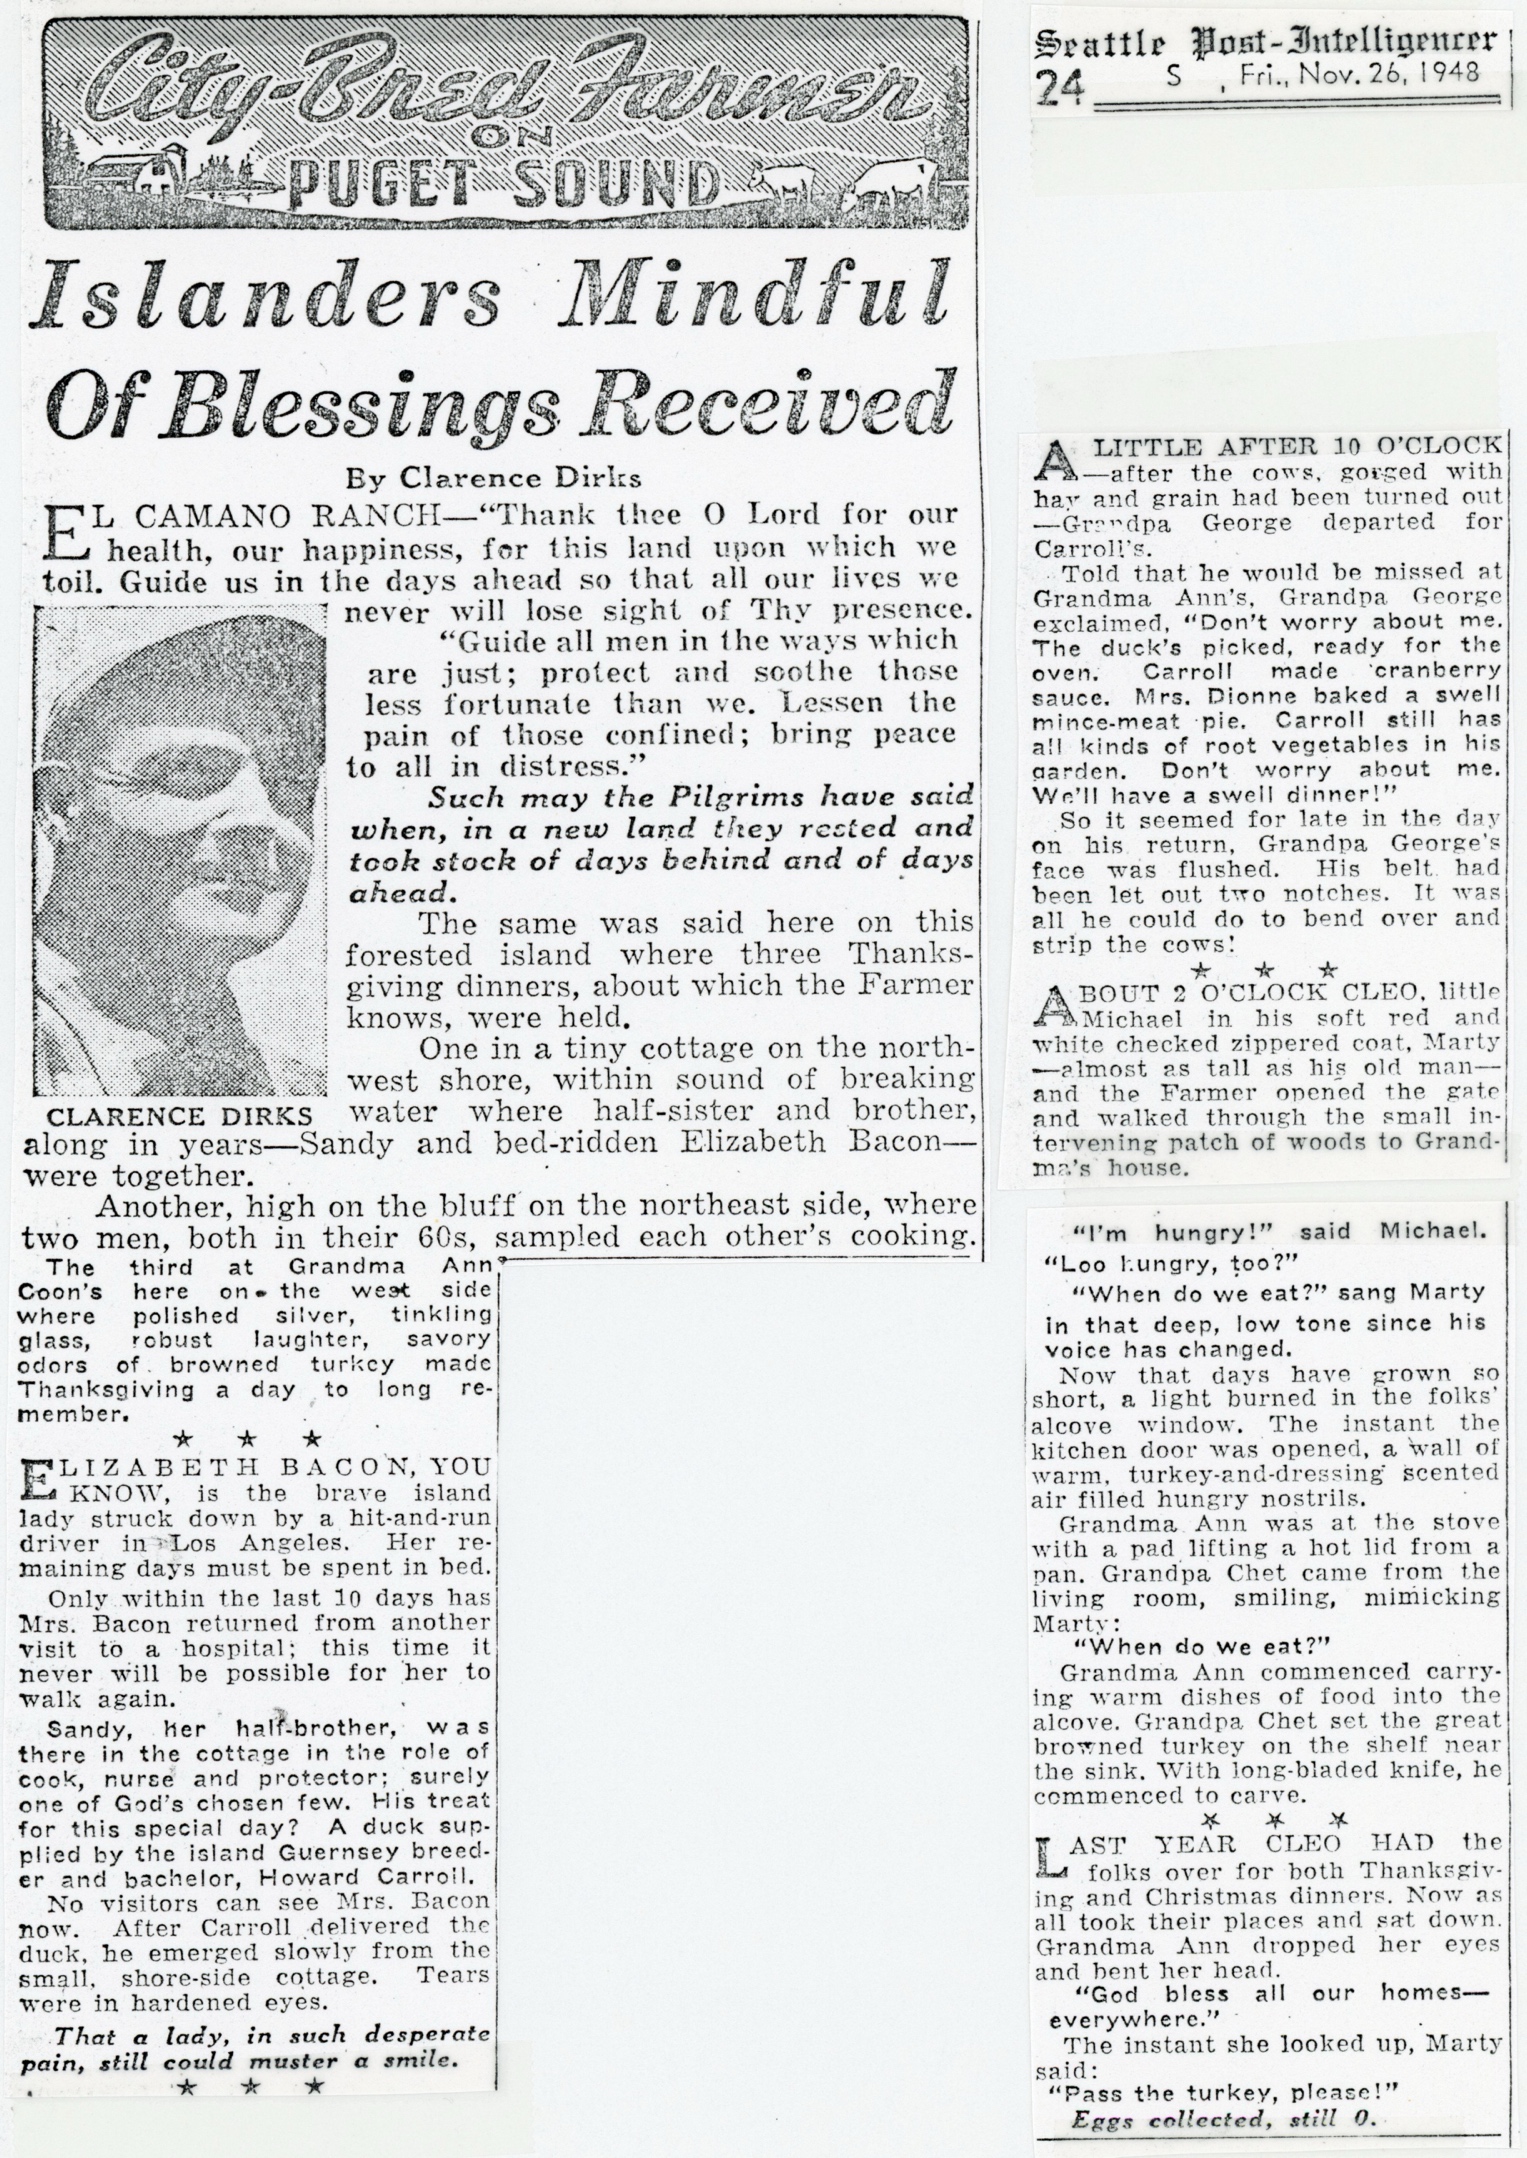 City-Bred Farmer
ON
PUGET SOUND
Islanders Mindful
Of Blessings Received
By Clarence Dirks
EL CAMANO RANCH—“Thank thee O Lord for our
health, our happiness, for this land upon which we
toil. Guide us in the days ahead so that all our lives we
never will lose sight of Thy presence.
“Guide all men in the ways which
are just; protect and soothe those
less fortunate than we. Lessen the
pain of those confined; bring peace
to all in distress.”
Such may the Pilgrims have said
when, in a new land they rested and
took stock of days behind and of days
ahead.
The same was said here on this
forested island where three Thanks-
giving dinners, about which the Farmer
knows, were held.
One in a tiny cottage on the north-
west shore, within sound of breaking
water where half-sister and brother,
CLARENCE DIRKS
along in years—Sandy and bed-ridden Elizabeth Bacon—
were together.
Another, high on the bluff on the northeast side, where
two men, both in their 60s, sampled each other's cooking.
The third at Grandma Ann
Coon's here on the west side
where polished silver, tinkling
glass, robust laughter, savory
odors of browned turkey made
Thanksgiving a day to long re-
member.
★ ★ ★
ELIZABETH BACON, YOU
KNOW, is the brave island
lady struck down by a hit-and-run
driver in Los Angeles. Her re-
maining days must be spent in bed.
Only within the last 10 days has
Mrs. Bacon returned from another
visit to a hospital; this time it
never will be possible for her to
walk again.
Sandy, her half-brother, was
there in the cottage in the role of
cook, nurse and protector; surely
one of God's chosen few. His treat
for this special day? A duck sup-
plied by the island Guernsey breed-
er and bachelor, Howard Carroll.
No visitors can see Mrs. Bacon
now. After Carroll delivered the
duck, he emerged slowly from the
small, shore-side cottage. Tears
were in hardened eyes.
That a lady, in such desperate
pain, still could muster a smile.
★ ★ ★
Seattle Post-Intelligencer
24 S , Fri., Nov. 26, 1948
A LITTLE AFTER 10 O'CLOCK
—after the cows, gorged with
hay and grain had been turned out
—Grandpa George departed for
Carroll's.
Told that he would be missed at
Grandma Ann's, Grandpa George
exclaimed, “Don't worry about me.
The duck's picked, ready for the
oven. Carroll made cranberry
sauce. Mrs. Dionne baked a swell
mince-meat pie. Carroll still has
all kinds of root vegetables in his
garden. Don't worry about me.
We'll have a swell dinner!”
So it seemed for late in the day
on his return, Grandpa George's
face was flushed. His belt had
been let out two notches. It was
all he could do to bend over and
strip the cows!
★ ★ ★
ABOUT 2 O'CLOCK CLEO, little
Michael in his soft red and
white checked zippered coat, Marty
—almost as tall as his old man—
and the Farmer opened the gate
and walked through the small in-
tervening patch of woods to Grand-
ma's house.
“I'm hungry!” said Michael.
“Loo hungry, too?”
“When do we eat?” sang Marty
in that deep, low tone since his
voice has changed.
Now that days have grown so
short, a light burned in the folks'
alcove window. The instant the
kitchen door was opened, a wall of
warm, turkey-and-dressing scented
air filled hungry nostrils.
Grandma Ann was at the stove
with a pad lifting a hot lid from a
pan. Grandpa Chet came from the
living room, smiling, mimicking
Marty:
“When do we eat?”
Grandma Ann commenced carry-
ing warm dishes of food into the
alcove. Grandpa Chet set the great
browned turkey on the shelf near
the sink. With long-bladed knife, he
commenced to carve.
★ ★ ★
LAST YEAR CLEO HAD the
folks over for both Thanksgiv-
ing and Christmas dinners. Now as
all took their places and sat down.
Grandma Ann dropped her eyes
and bent her head.
“God bless all our homes—
everywhere.”
The instant she looked up, Marty
said:
“Pass the turkey, please!”
Eggs collected, still 0.